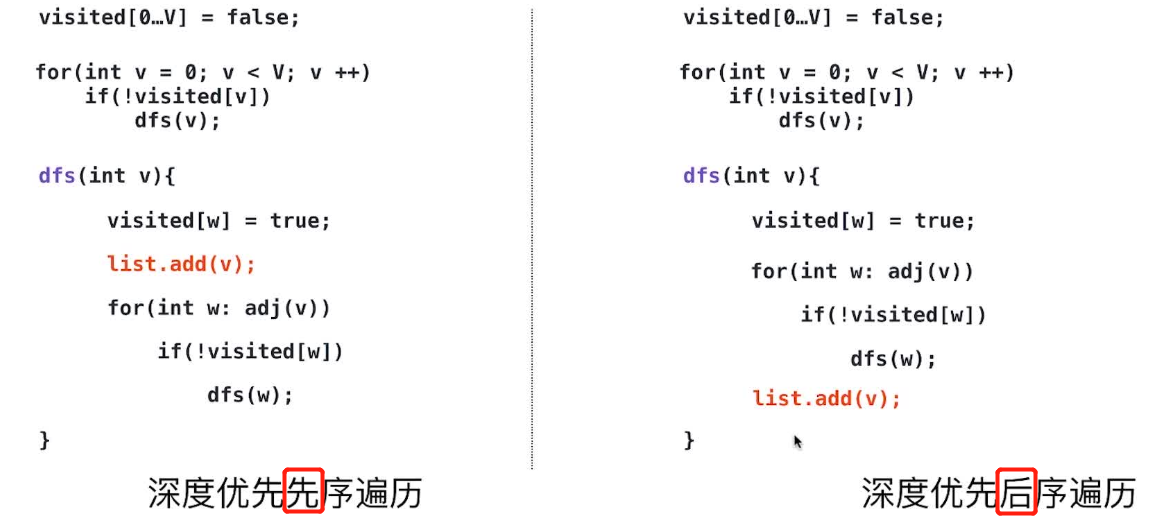 visited[0…V] = false;
for(int v = 0; v < V; v ++)
if(!visited[v])
dfs(v);
dfs(int v){
visited[w] = true;
list.add(v);
for(int w: adj(v))
if(!visited[w])
dfs(w);
}
深度优先先序遍历
visited[0…V] = false;
for(int v = 0; v < V; v ++)
if(!visited[v])
dfs(v);
dfs(int v){
visited[w] = true;
for(int w: adj(v))
if(!visited[w])
dfs(w);
list.add(v);
}
深度优先后序遍历